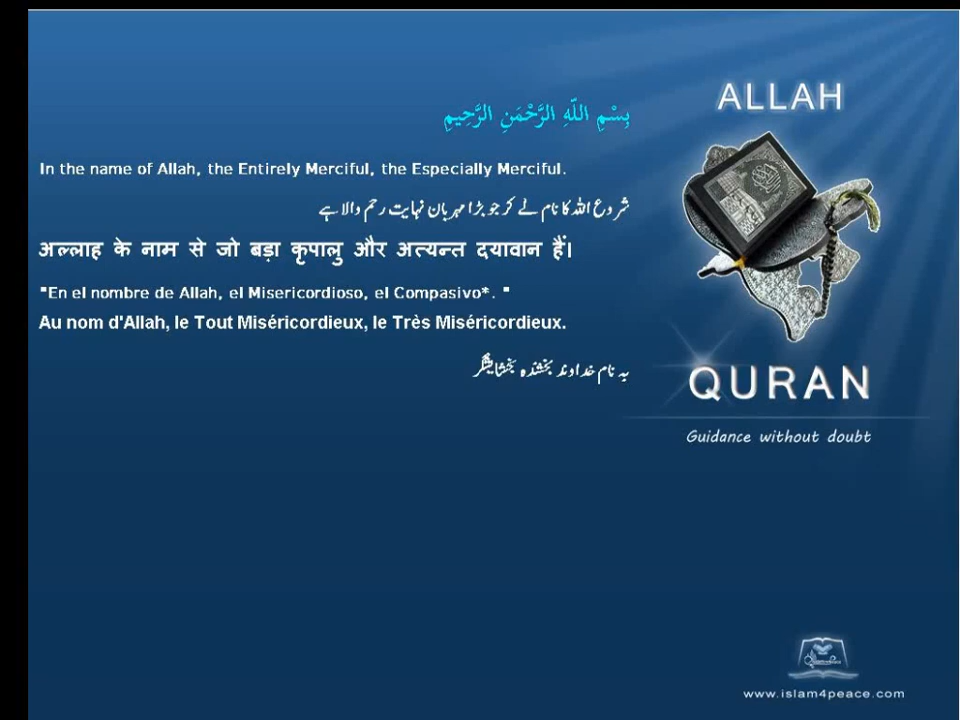 بِسْمِ اللَّهِ الرَّحْمَنِ الرَّحِيمِ
In the name of Allah, the Entirely Merciful, the Especially Merciful.
شروع الله کا نام لے کر جو بڑا مہربان نہایت رحم والا ہے
अल्लाह के नाम से जो बड़ा कृपालु और अत्यन्त दयावान हैं।
"En el nombre de Allah, el Misericordioso, el Compasivo*. "
Au nom d'Allah, le Tout Miséricordieux, le Très Miséricordieux.
به نام خداوند بخشنده بخشایشگر
ALLAH
QURAN
Guidance without doubt
www.islam4peace.com